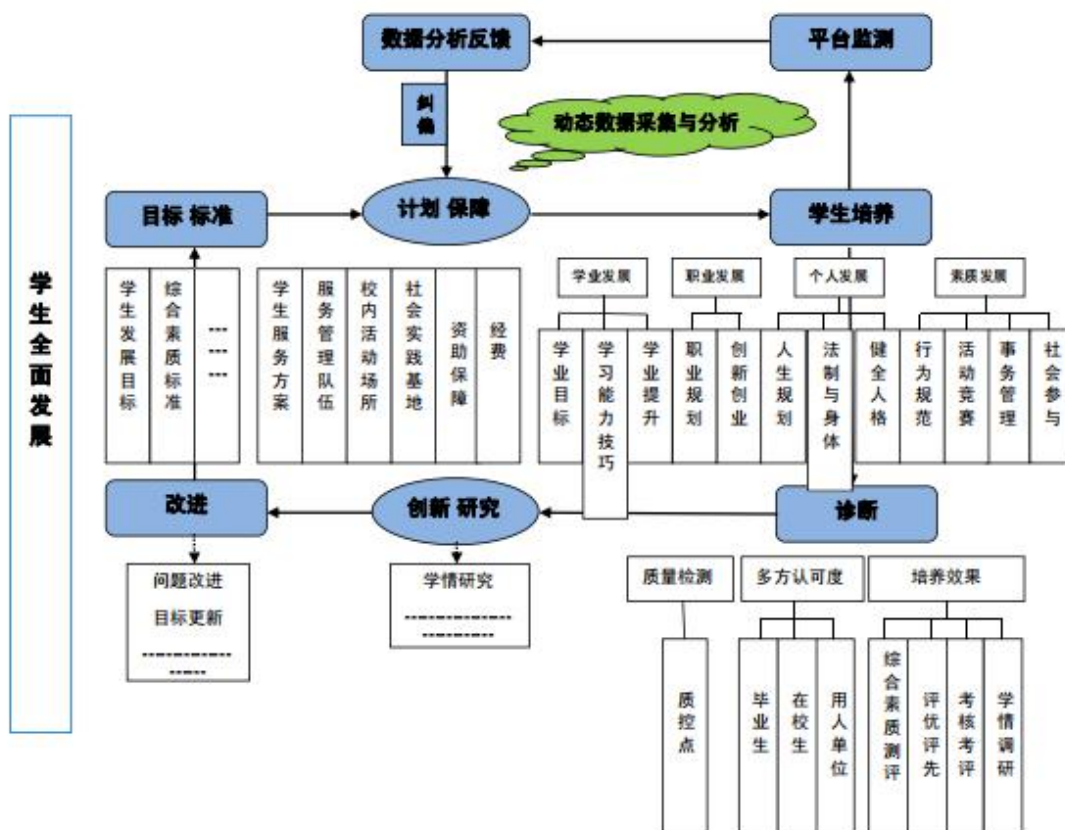 数据分析反馈
平台监测
纠偏
动态数据采集与分析
学生全面发展
目标 标准
计划 保障
学生培养
学生发展目标
综合素质标准
学生服务方案
服务管理队伍
校内活动场所
社会实践基地
资助保障
经费
学业发展
职业发展
个人发展
素质发展
学业目标
学习能力技巧
学业提升
职业规划
创新创业
人生规划
法制与身体
健全人格
行为规范
活动竞赛
事务管理
社会参与
改进
创新 研究
诊断
问题改进
目标更新
学情研究
质量检测
多方认可度
培养效果
质控点
毕业生
在校生
用人单位
综合素质测评
评优评先
考核考评
学情调研